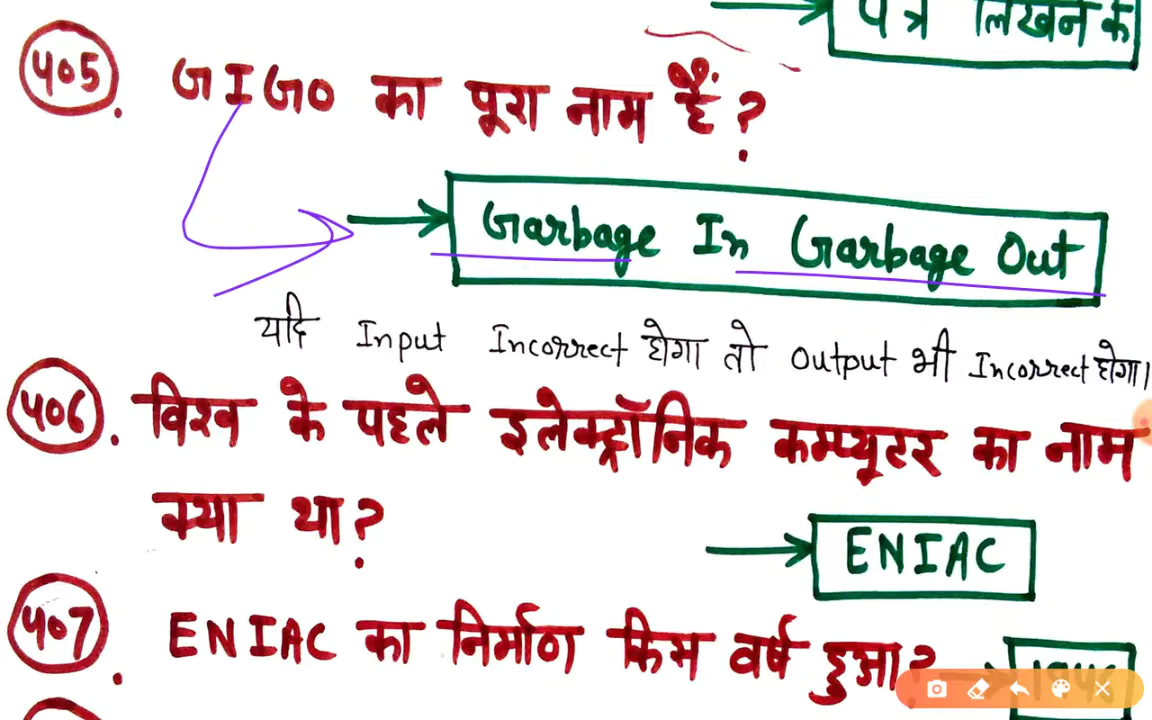 पत्र लिखने के
405. GIGO का पूरा नाम है?
Garbage In Garbage Out
यदि Input Incorrect होगा तो Output भी Incorrect होगा।
406. विश्व के पहले इलेक्ट्रॉनिक कम्प्यूटर का नाम
क्या था?
ENIAC
407. ENIAC का निर्माण किस वर्ष हुआ?